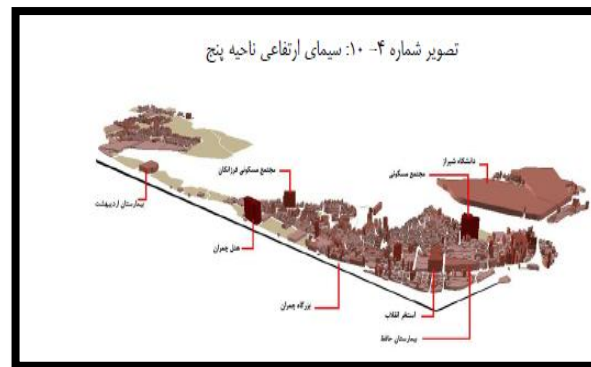 تصویر شماره ۴- ۱۰: سیمای ارتفاعی ناحیه پنج
دانشگاه شیراز
مجتمع مسکونی فرزانگان
مجتمع مسکونی
بیمارستان اردیبهشت
هتل چمران
بزرگاه چمران
استخر انقلاب
بیمارستان حافظ